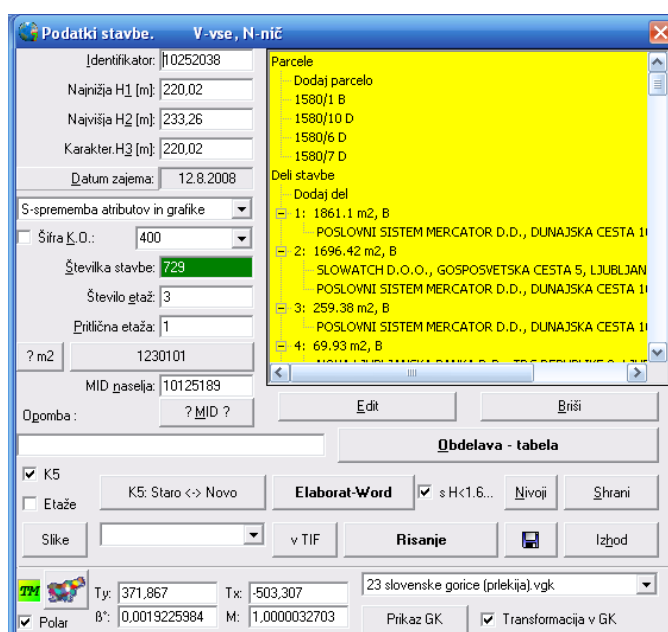 Podatki stavbe. V-vse, N-nič
Identifikator: 10252038
Najnižja H1 [m]: 220,02
Najvišja H2 [m]: 233,26
Karakter.H3 [m]: 220,02
Datum zajema: 12.8.2008
S-sprememba atributov in grafike
Šifra K.O.: 400
Številka stavbe: 729
Število etaž: 3
Pritlična etaža: 1
? m2 1230101
MID naselja: 10125189
Opomba : ? MID ?
Parcele
Dodaj parcelo
1580/1 B
1580/10 D
1580/6 D
1580/7 D
Deli stavbe
Dodaj del
1: 1861.1 m2, B
POSLOVNI SISTEM MERCATOR D.D., DUNAJSKA CESTA
2: 1696.42 m2, B
SLOWATCH D.O.O., GOSPOSVETSKA CESTA 5, LJUBLJAN
POSLOVNI SISTEM MERCATOR D.D., DUNAJSKA CESTA
3: 259.38 m2, B
POSLOVNI SISTEM MERCATOR D.D., DUNAJSKA CESTA
4: 69.93 m2, B
Edit Briši
Obdelava - tabela
K5
Etaže
K5: Staro <-> Novo Elaborat-Word s H<1.6... Nivoji Shrani
Slike v TIF Risanje Izhod
TM Ty: 371,867 Tx: -503,307 23 slovenske gorice (prlekija).vgk
Polar ß": 0,0019225984 M: 1,0000032703 Prikaz GK Transformacija v GK